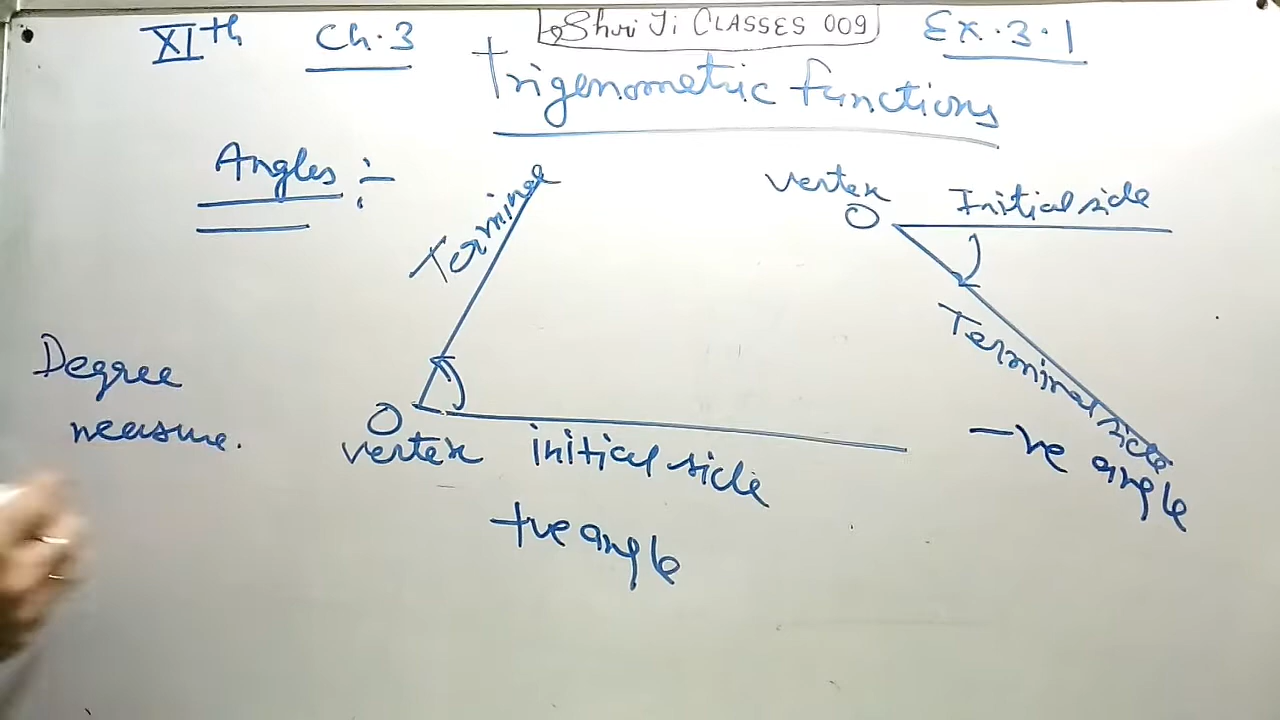 XIth Ch.3 Shri Ji CLASSES 009 Ex.3.1
Trigenometric functions
Angles :-
Terminal
O
vertex initial side
+ve angle
vertex
O
Initial side
Terminal side
-ve angle
Degree
measure.